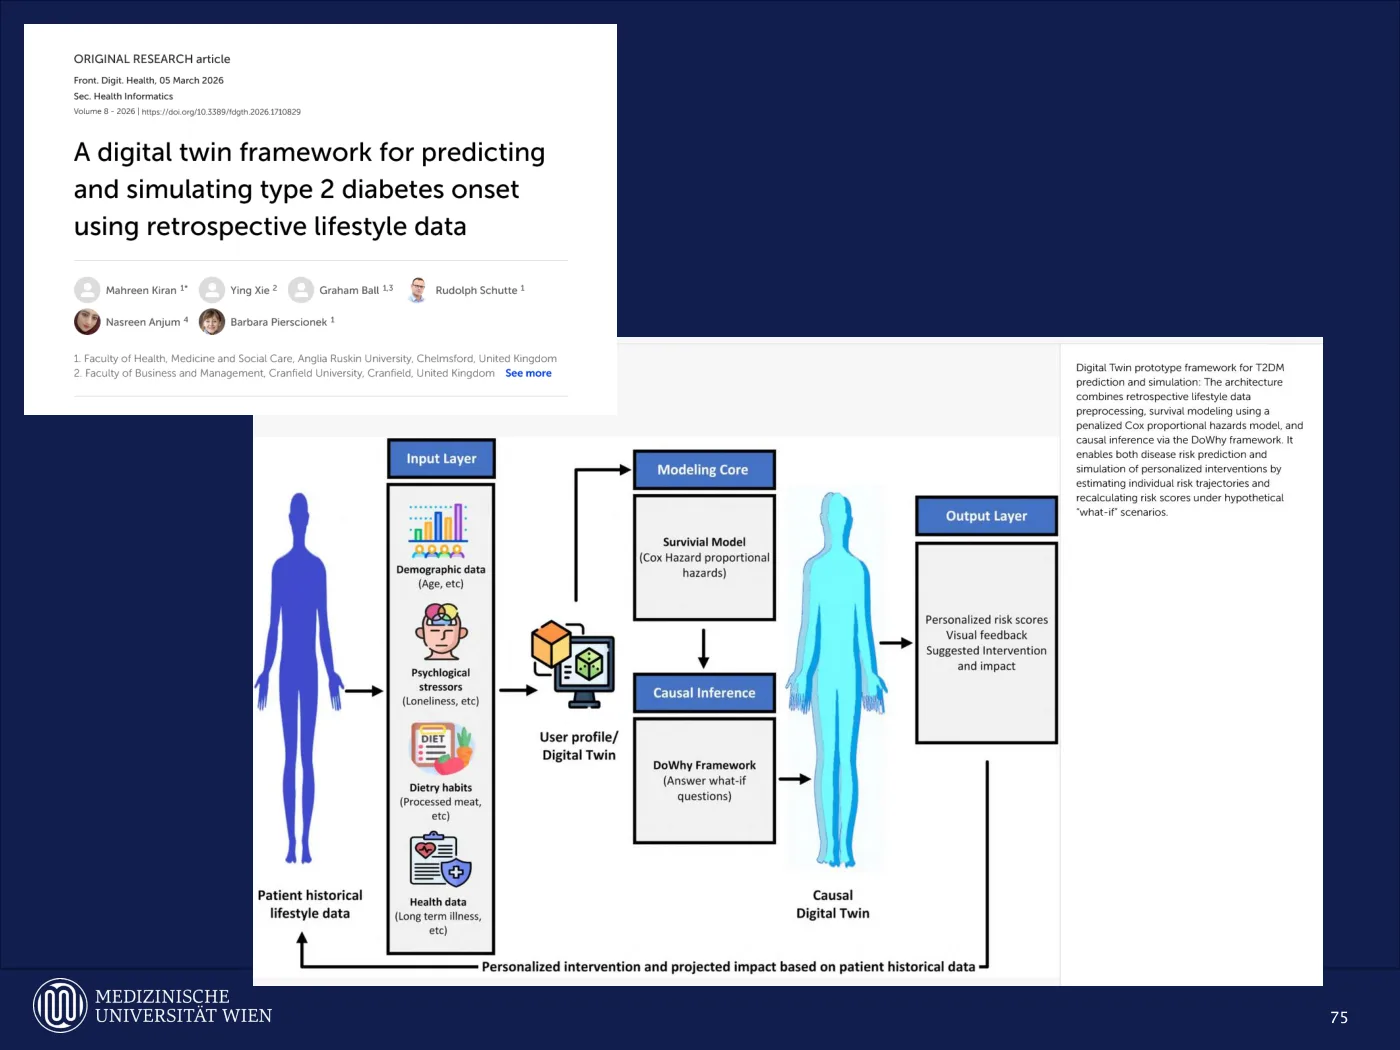 ORIGINAL RESEARCH article
Front. Digit. Health, 05 March 2026
Sec. Health Informatics
Volume 8 - 2026 | https://doi.org/10.3389/fdgth.2026.1710829
A digital twin framework for predicting
and simulating type 2 diabetes onset
using retrospective lifestyle data
Mahreen Kiran 1* Ying Xie 2 Graham Ball 1,3 Rudolph Schutte 1
Nasreen Anjum 4 Barbara Pierscionek 1
1. Faculty of Health, Medicine and Social Care, Anglia Ruskin University, Chelmsford, United Kingdom
2. Faculty of Business and Management, Cranfield University, Cranfield, United Kingdom See more
Patient historical
lifestyle data
Input Layer
Demographic data
(Age, etc)
Psychlogical
stressors
(Loneliness, etc)
DIET
Dietry habits
(Processed meat,
etc)
Health data
(Long term illness,
etc)
User profile/
Digital Twin
Modeling Core
Survivial Model
(Cox Hazard proportional
hazards)
Causal Inference
DoWhy Framework
(Answer what-if
questions)
Causal
Digital Twin
Output Layer
Personalized risk scores
Visual feedback
Suggested Intervention
and impact
Personalized intervention and projected impact based on patient historical data
Digital Twin prototype framework for T2DM
prediction and simulation: The architecture
combines retrospective lifestyle data
preprocessing, survival modeling using a
penalized Cox proportional hazards model, and
causal inference via the DoWhy framework. It
enables both disease risk prediction and
simulation of personalized interventions by
estimating individual risk trajectories and
recalculating risk scores under hypothetical
"what-if" scenarios.
MEDIZINISCHE
UNIVERSITÄT WIEN
75